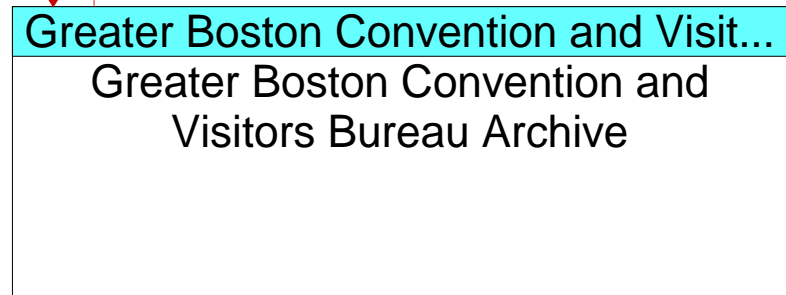 Greater Boston Convention and Visit...
Greater Boston Convention and
Visitors Bureau Archive